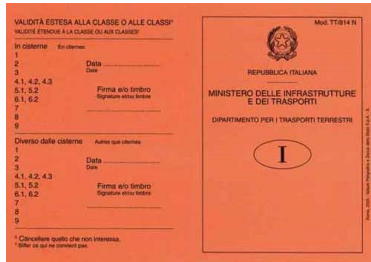 VALIDITÀ ESTESA ALLA CLASSE O ALLE CLASSI°
VALIDITÉ ÉTENDUE À LA CLASSE OU AUX CLASSES°
In cisterne En citernes
1
2 Data
3 Date
4.1, 4.2, 4.3
5.1, 5.2 Firma e/o timbro
6.1, 6.2 Signature et/ou timbre
7
8
9
Diverso dalle cisterne Autres que citernes
1
2 Data
3 Date
4.1, 4.2, 4.3
5.1, 5.2 Firma e/o timbro
6.1, 6.2 Signature et/ou timbre
7
8
9
° Cancellare quello che non interessa.
° Biffer ce qui ne convient pas.
Mod. TT/814 N
REPUBBLICA ITALIANA
MINISTERO DELLE INFRASTRUTTURE
E DEI TRASPORTI
DIPARTIMENTO PER I TRASPORTI TERRESTRI
I